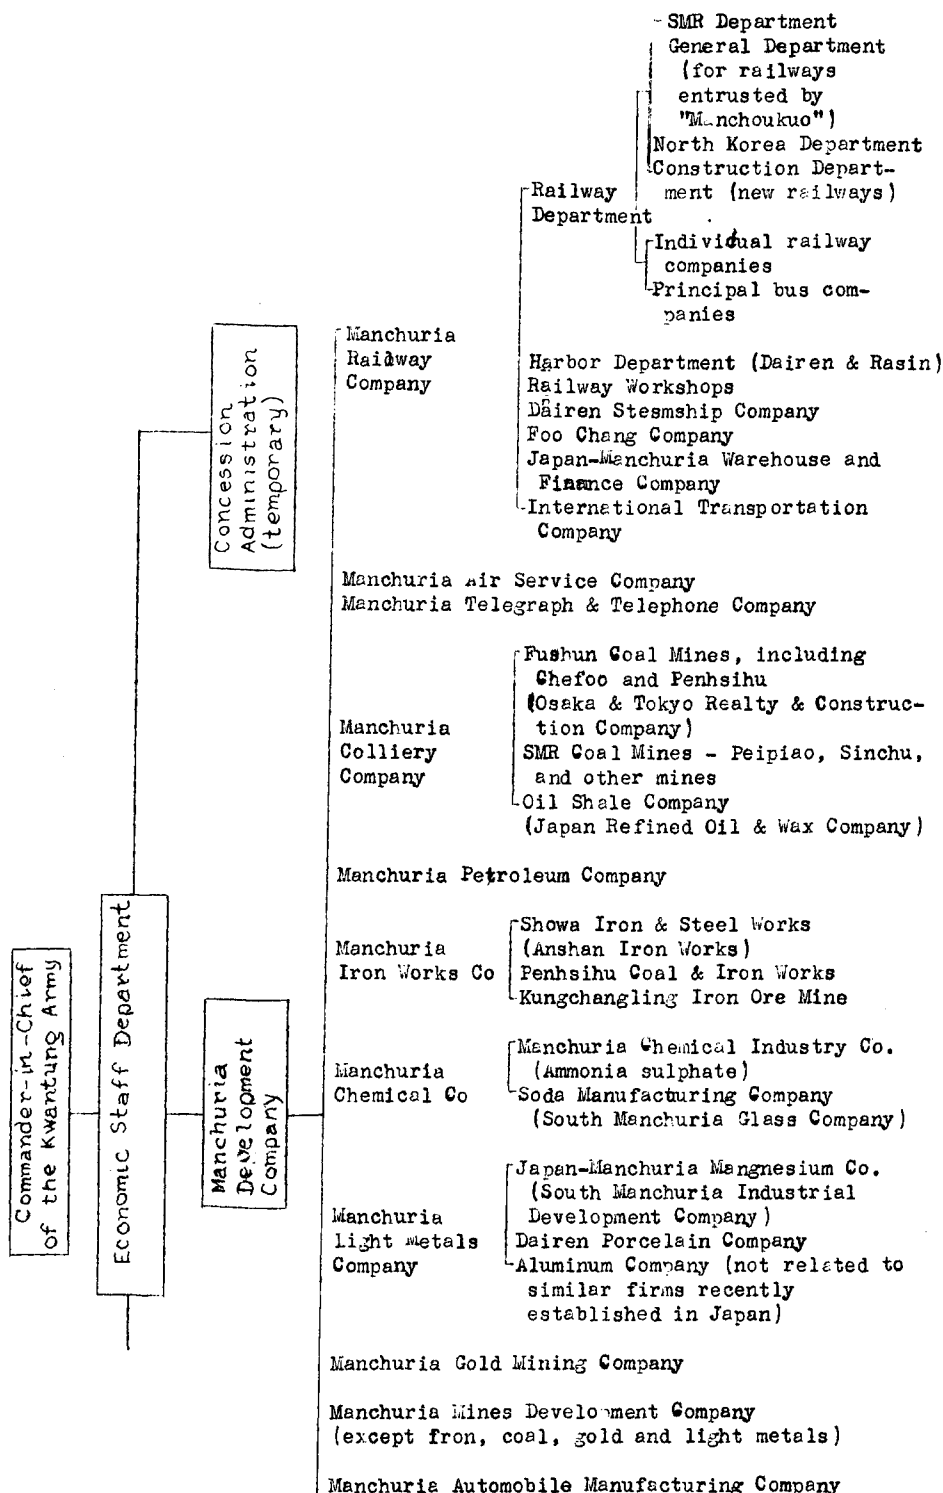 Commander-in-Chief
of the Kwantung Army
Economic Staff Department
Concession
Administration
(temporary)
Manchuria
Development
Company
Manchuria
Railway
Company
Railway
Department
SMR Department
General Department
(for railways
entrusted by
"Manchoukuo")
North Korea Department
Construction Depart-
ment (new railways)
Individual railway
companies
Principal bus com-
panies
Harbor Department (Dairen & Rasin)
Railway Workshops
Dairen Stesmship Company
Foo Chang Company
Japan-Manchuria Warehouse and
Finance Company
International Transportation
Company
Manchuria Air Service Company
Manchuria Telegraph & Telephone Company
Manchuria
Colliery
Company
Fushun Coal Mines, including
Chefoo and Penhsihu
(Osaka & Tokyo Realty & Construc-
tion Company)
SMR Coal Mines - Peipiao, Sinchu,
and other mines
Oil Shale Company
(Japan Refined Oil & Wax Company)
Manchuria Petroleum Company
Manchuria
Iron Works Co
Showa Iron & Steel Works
(Anshan Iron Works)
Penhsihu Coal & Iron Works
Kungchangling Iron Ore Mine
Manchuria
Chemical Co
Manchuria Chemical Industry Co.
(Ammonia sulphate)
Soda Manufacturing Company
(South Manchuria Glass Company)
Manchuria
Light Metals
Company
Japan-Manchuria Mangnesium Co.
(South Manchuria Industrial
Development Company)
Dairen Porcelain Company
Aluminum Company (not related to
similar firms recently
established in Japan)
Manchuria Gold Mining Company
Manchuria Mines Development Company
(except fron, coal, gold and light metals)
Manchuria Automobile Manufacturing Company